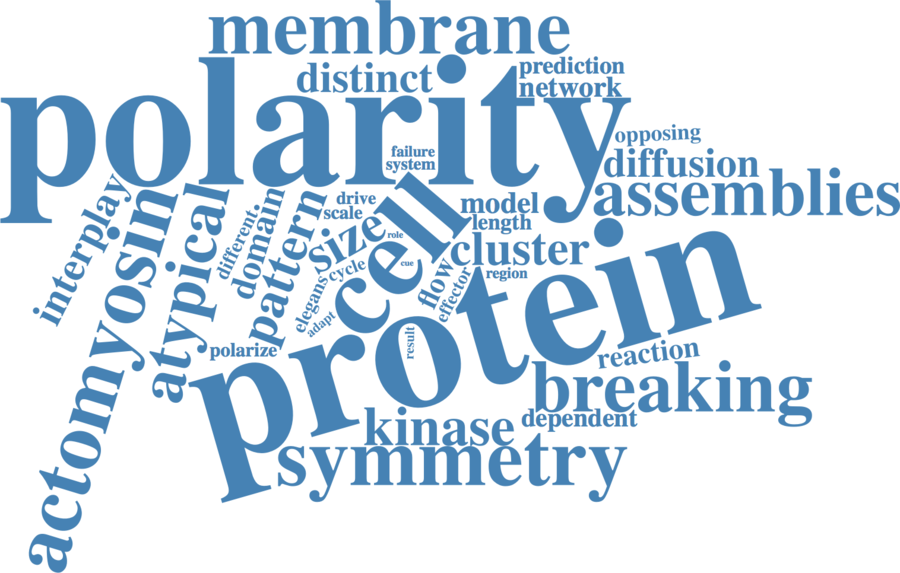 membrane
distinct
prediction
network
polarity
opposing
failure
system
diffusion
assemblies
interplay
actomyosin
atypical
different
domain
pattern
drive
scale
size
role
cell
model
length
cluster
cue
cycle
elegans
adapt
flow
effector
region
polarize
protein
result
reaction
breaking
dependent
kinase
symmetry